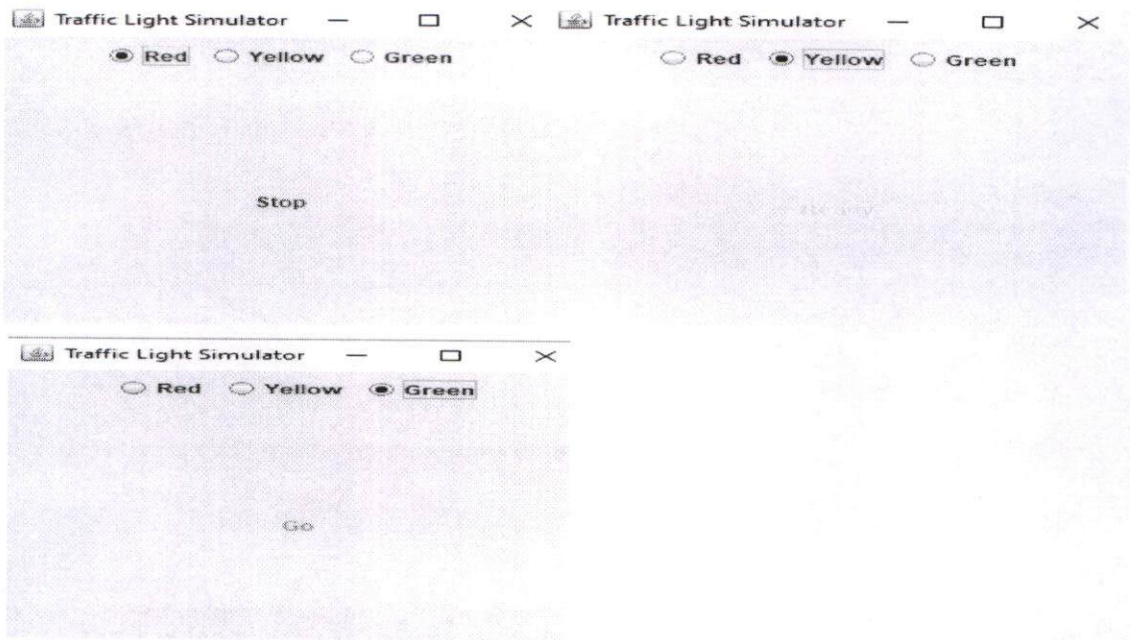 Traffic Light Simulator
Red Yellow Green
Stop
Traffic Light Simulator
Red Yellow Green
Traffic Light Simulator
Red Yellow Green
Go